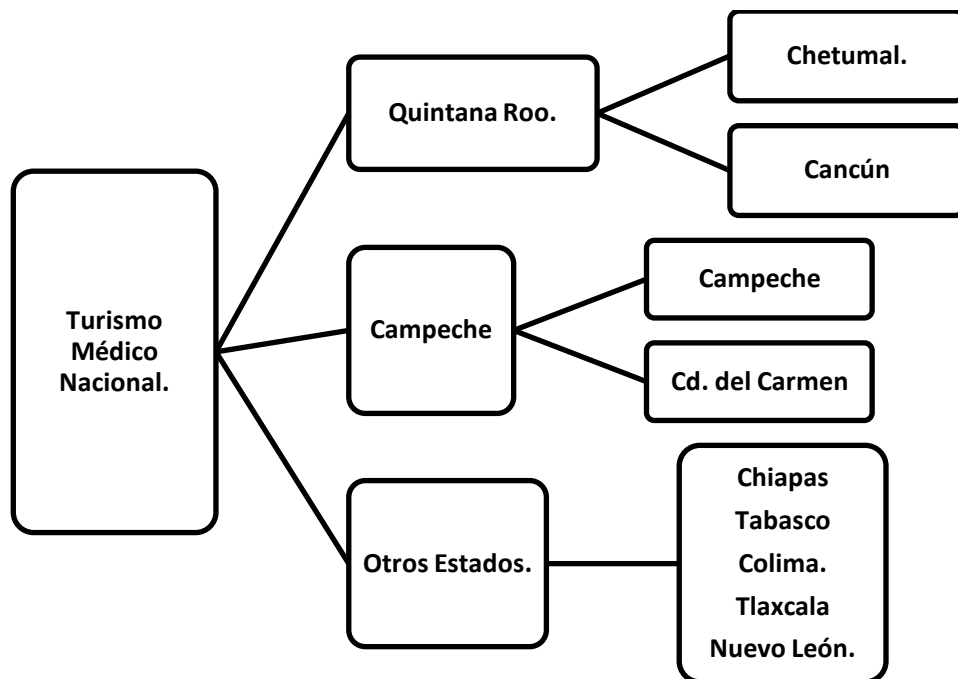 Turismo
Médico
Nacional.
Quintana Roo.
Chetumal.
Cancún
Campeche
Campeche
Cd. del Carmen
Otros Estados.
Chiapas
Tabasco
Colima.
Tlaxcala
Nuevo León.